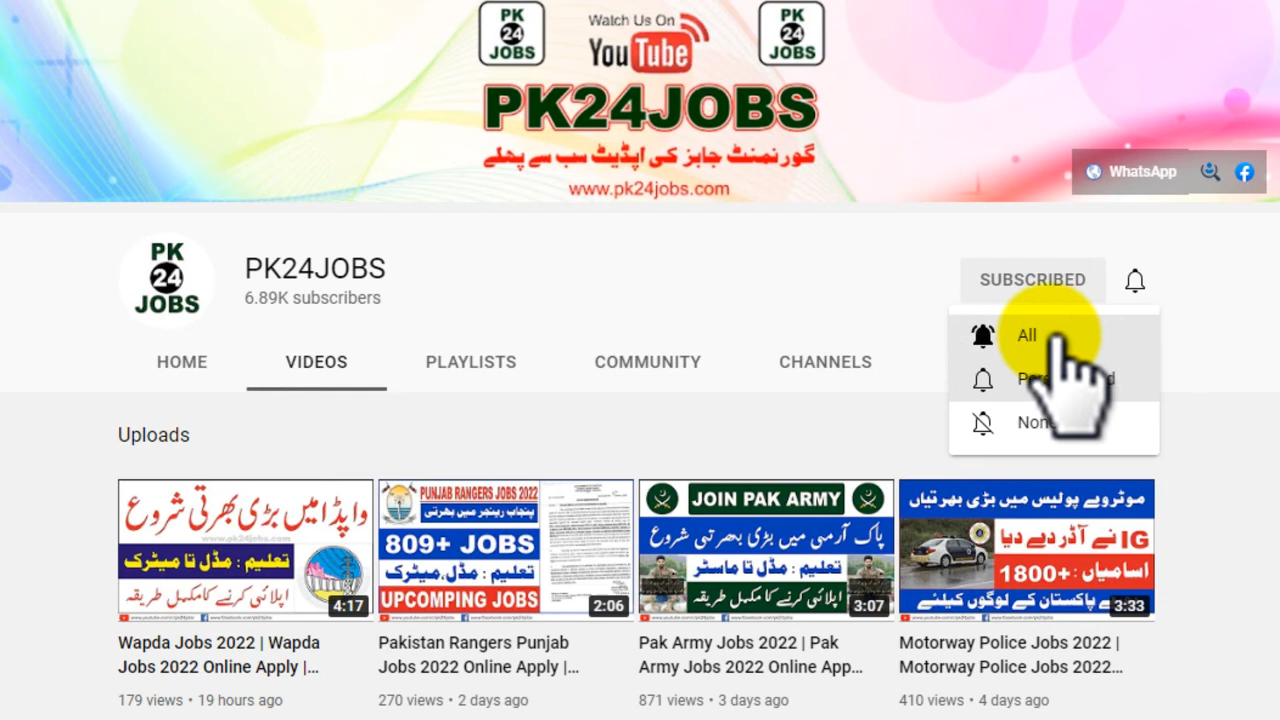 PK
24
JOBS
Watch Us On
YouTube
PK
24
JOBS
PK24JOBS
گورنمنٹ جابز کی اپڈیٹ سب سے پہلے
www.pk24jobs.com
WhatsApp
PK
24
JOBS
PK24JOBS
6.89K subscribers
SUBSCRIBED
All
None
HOME
VIDEOS
PLAYLISTS
COMMUNITY
CHANNELS
Uploads
واپڈا میں بڑی بھرتی شروع
www.pk24jobs.com
تعلیم : مڈل تا میٹرک
اپلائی کرنے کا مکمل طریقہ
4:17
PUNJAB RANGERS JOBS 2022
پنجاب رینجر میں بھرتی
809+ JOBS
تعلیم : مڈل، میٹرک
UPCOMPING JOBS
2:06
JOIN PAK ARMY
پاک آرمی میں بڑی بھرتی شروع
تعلیم : مڈل تا ماسٹر
اپلائی کرنے کا مکمل طریقہ
3:07
موٹروے پولیس میں بڑی بھرتیاں
IG نے آڈر دے دیا
اسامیاں : +1800
پاکستان کے لوگوں کیلئے
3:33
Wapda Jobs 2022 | Wapda
Jobs 2022 Online Apply |...
179 views • 19 hours ago
Pakistan Rangers Punjab
Jobs 2022 Online Apply |...
270 views • 2 days ago
Pak Army Jobs 2022 | Pak
Army Jobs 2022 Online App...
871 views • 3 days ago
Motorway Police Jobs 2022 |
Motorway Police Jobs 2022...
410 views • 4 days ago